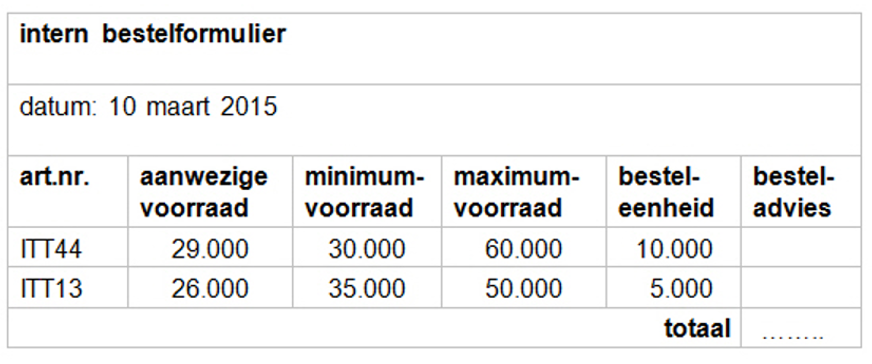 intern bestelformulier
datum: 10 maart 2015
art.nr. aanwezige voorraad minimum-voorraad maximum-voorraad bestel-eenheid bestel-advies
ITT44 29.000 30.000 60.000 10.000
ITT13 26.000 35.000 50.000 5.000
totaal ........